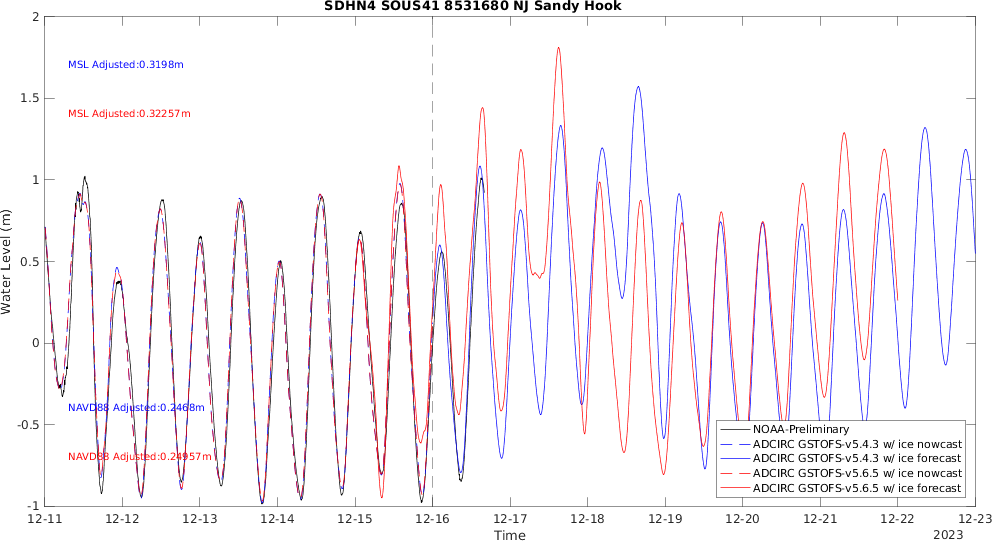 SDHN4 SOUS41 8531680 NJ Sandy Hook
2
1.5
1
0.5
0
-0.5
-1
Water Level (m)
MSL Adjusted:0.3198m
MSL Adjusted:0.32257m
NAVD88 Adjusted:0.2468m
NAVD88 Adjusted:0.24957m
NOAA-Preliminary
ADCIRC GSTOFS-v5.4.3 w/ ice nowcast
ADCIRC GSTOFS-v5.4.3 w/ ice forecast
ADCIRC GSTOFS-v5.6.5 w/ ice nowcast
ADCIRC GSTOFS-v5.6.5 w/ ice forecast
12-11 12-12 12-13 12-14 12-15 12-16 12-17 12-18 12-19 12-20 12-21 12-22 12-23
Time
2023